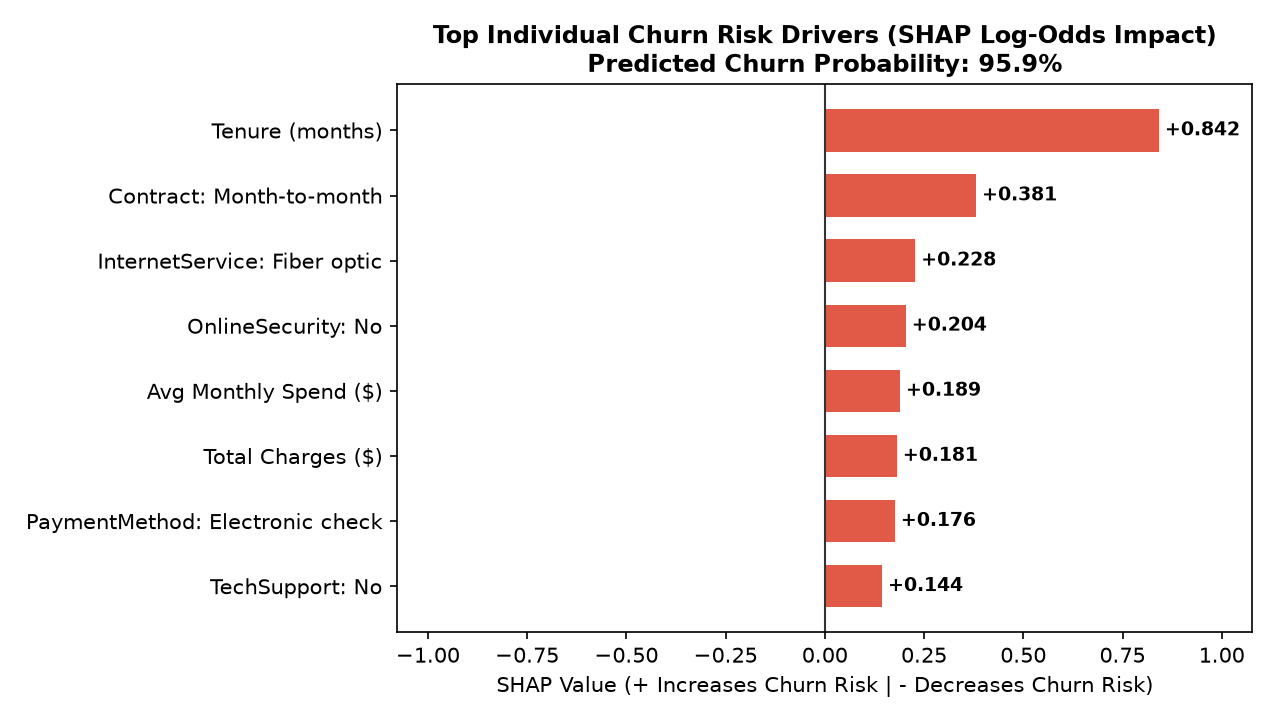 Top Individual Churn Risk Drivers (SHAP Log-Odds Impact)
Predicted Churn Probability: 95.9%
Tenure (months)
+0.842
Contract: Month-to-month
+0.381
InternetService: Fiber optic
+0.228
OnlineSecurity: No
+0.204
Avg Monthly Spend ($)
+0.189
Total Charges ($)
+0.181
PaymentMethod: Electronic check
+0.176
TechSupport: No
+0.144
−1.00 −0.75 −0.50 −0.25 0.00 0.25 0.50 0.75 1.00
SHAP Value (+ Increases Churn Risk | - Decreases Churn Risk)